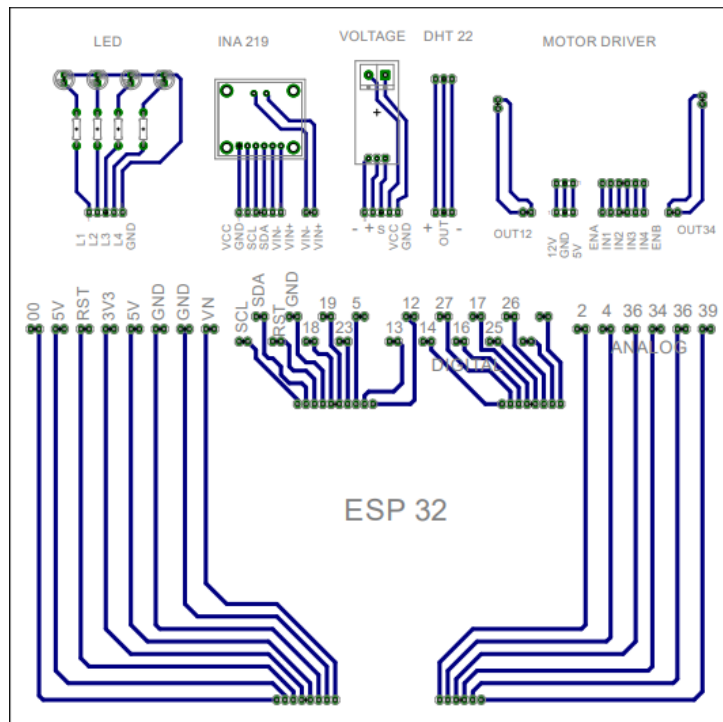 LED INA 219 VOLTAGE DHT 22 MOTOR DRIVER
+
L1 L2 L3 L4 GND
VCC GND SCL SDA VIN- VIN+ VIN- VIN+
- + S VCC GND
+ OUT -
OUT12
12V GND 5V
ENA IN1 IN2 IN3 IN4 ENB
OUT34
00 5V RST 3V3 5V GND GND VN
SCL SDA RST GND 18 19 23 5
13 12 14 27 16 17 25 26
DIGITAL
2 4 36 34 36 39
ANALOG
ESP 32